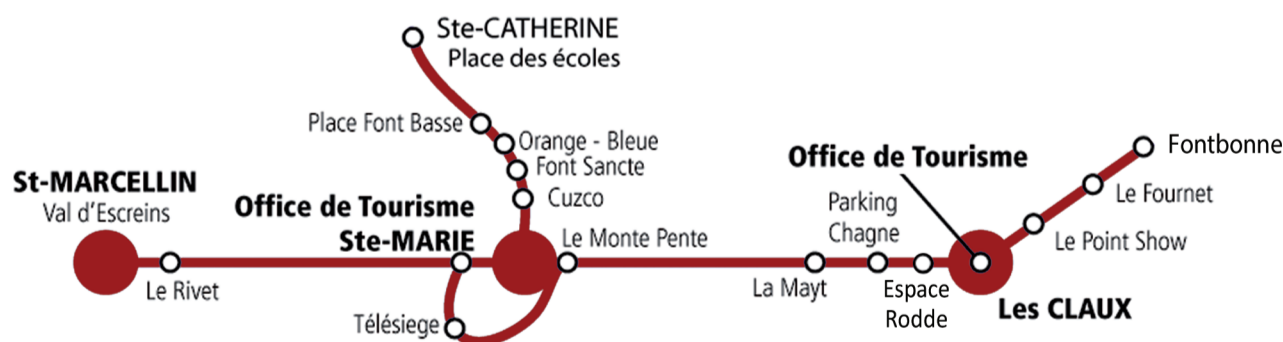 Ste-CATHERINE
Place des écoles
Place Font Basse
Orange - Bleue
Font Sancte
Cuzco
St-MARCELLIN
Val d'Escreins
Le Rivet
Office de Tourisme
Ste-MARIE
Télésiege
Le Monte Pente
La Mayt
Parking
Chagne
Espace
Rodde
Office de Tourisme
Les CLAUX
Fontbonne
Le Fournet
Le Point Show